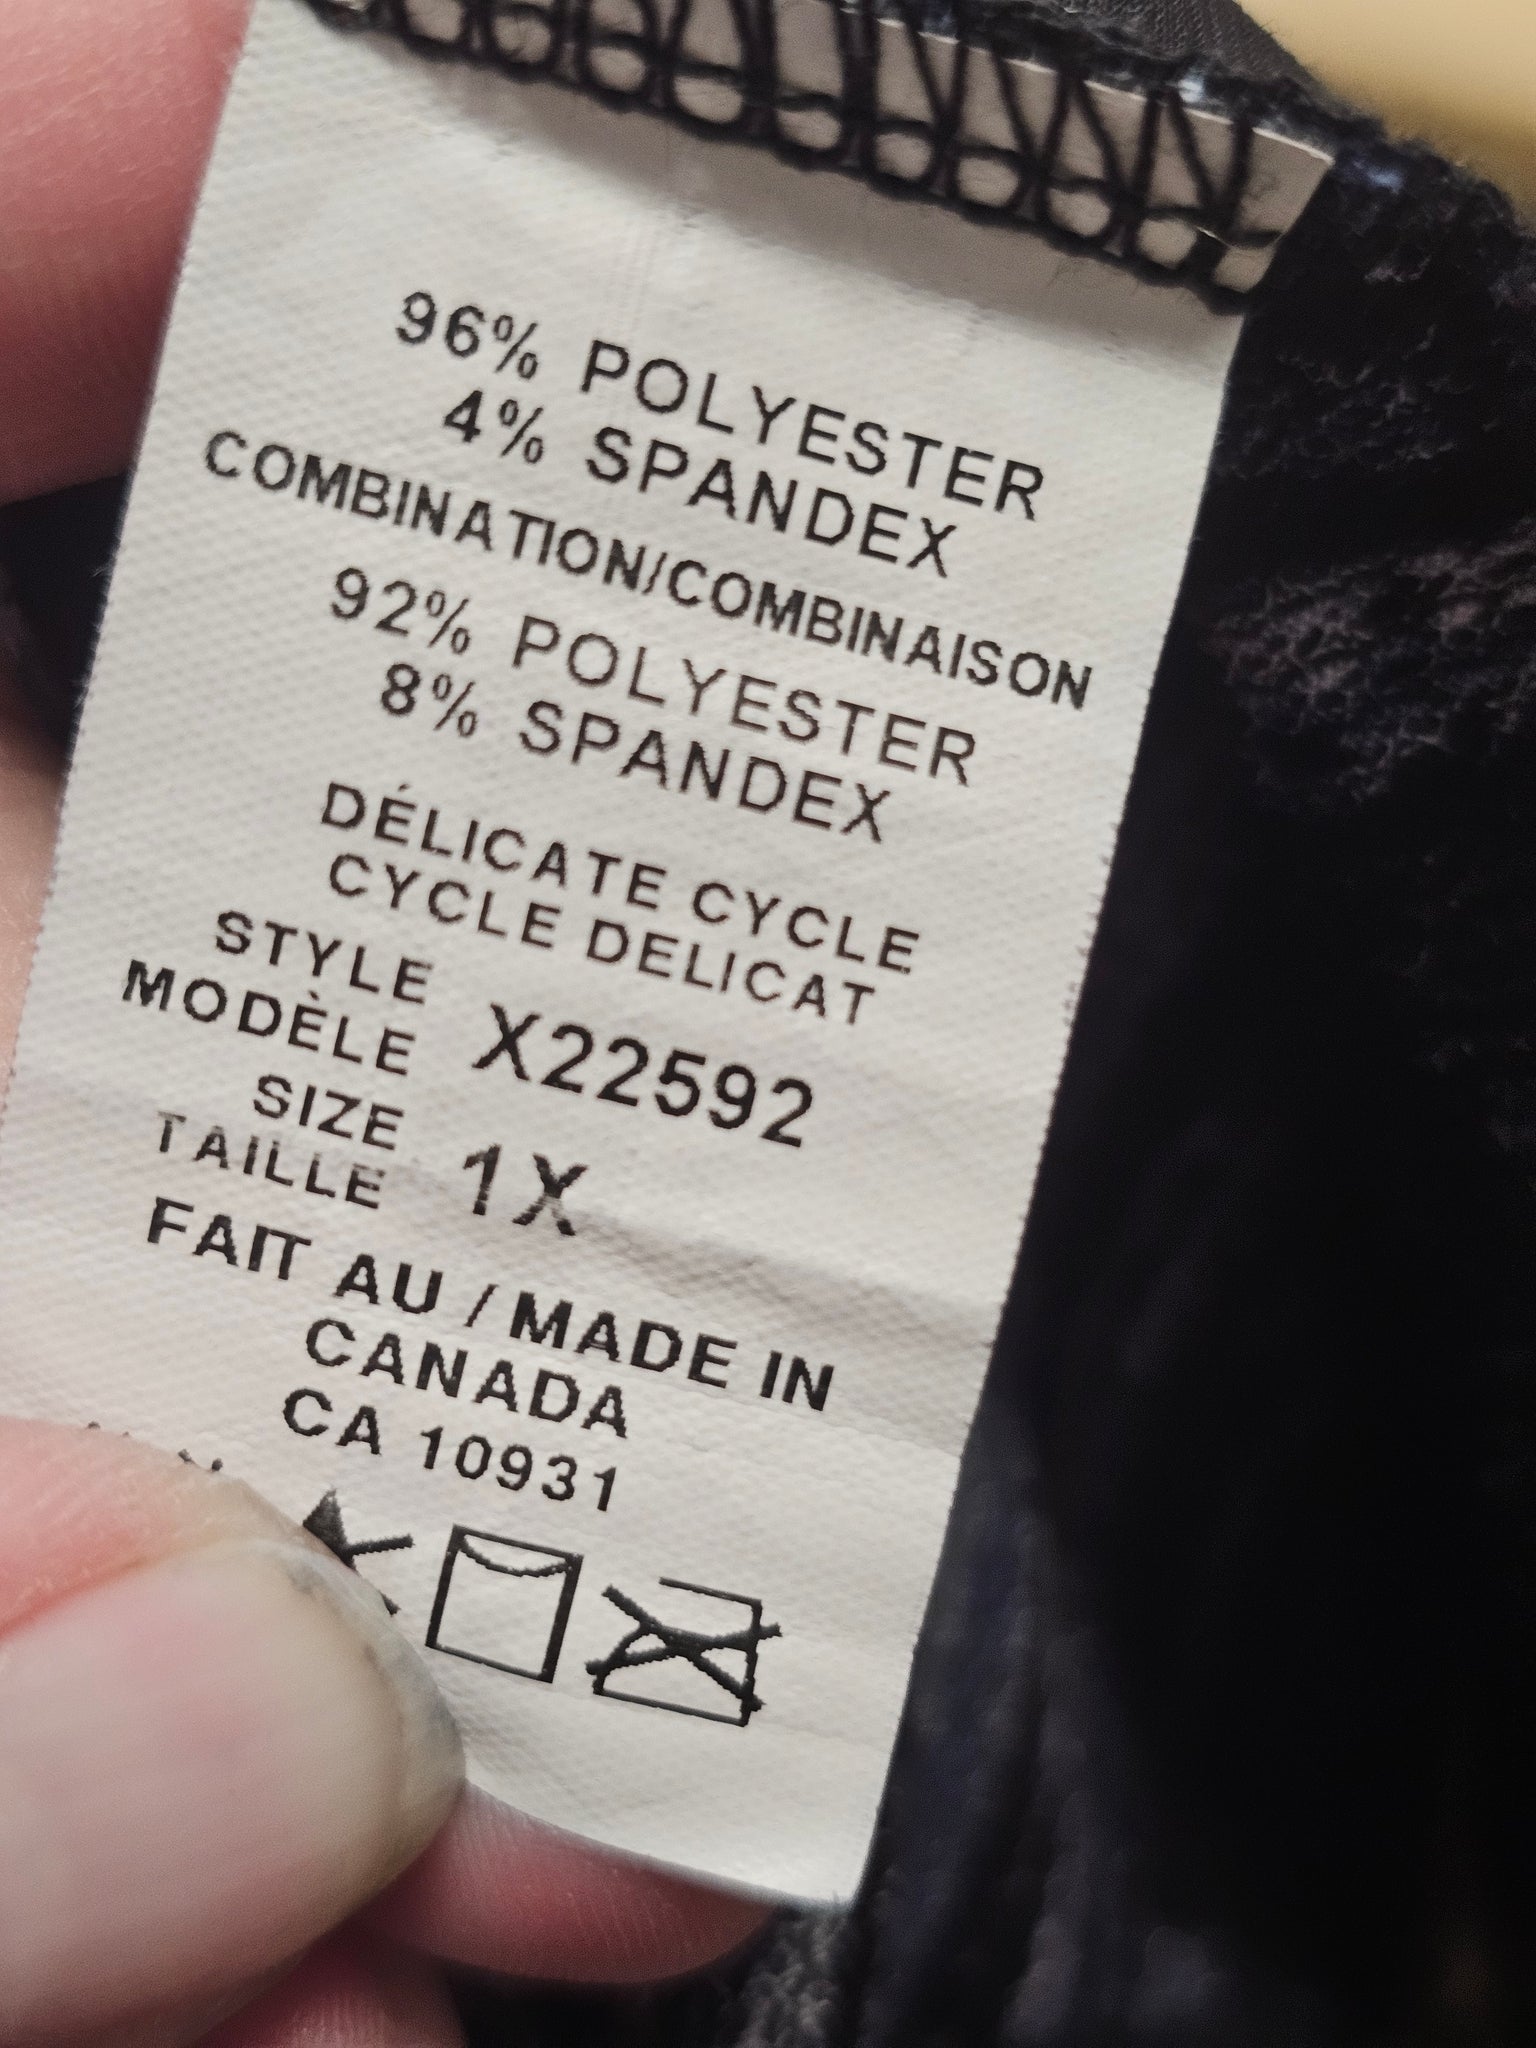 96% POLYESTER
4% SPANDEX
COMBINATION/COMBINAISON
92% POLYESTER
8% SPANDEX
DÉLICATE CYCLE
CYCLE DELICAT
STYLE
MODÈLE X22592
SIZE
TAILLE 1X
FAIT AU / MADE IN
CANADA
CA 10931